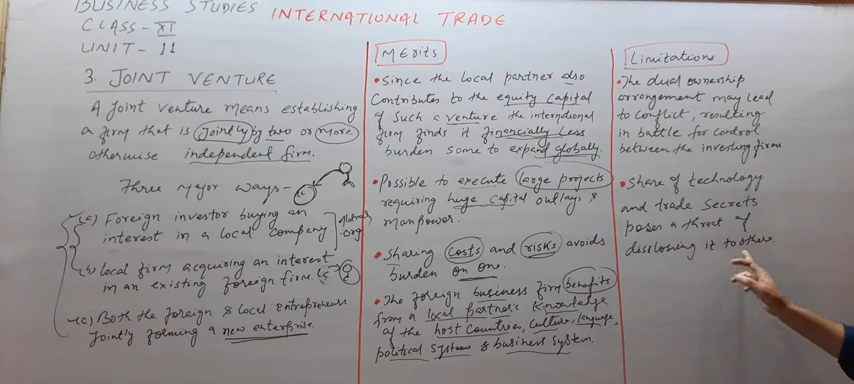 BUSINESS STUDIES
INTERNATIONAL TRADE
CLASS - XI
UNIT - 11
3. JOINT VENTURE
A Joint venture means establishing
a firm that is Jointly by two or more
otherwise independent firm.
Three Major ways -
(a) Foreign investor buying an
interest in a local company
(b) Local firm acquiring an interest
in an existing foreign firm.
(c) Both the foreign & local Entrepreneurs
Jointly forming a new enterprise.
Merits
• Since the local partner also
Contributes to the equity capital
of Such a venture the international
firm finds it financially Less
burden some to expand globally.
• Possible to execute large projects
requiring huge capital outlays &
manpower.
• Sharing costs and risks avoids
burden on one.
• The foreign business firm benefits
from a local partner's knowledge
of the host Countries, Culture, language,
political systems & business system.
Limitations
• The dual ownership
arrangement may lead
to conflict, resulting
in battle for control
between the investing firm
• Share of technology
and trade secrets
poses a threat of
disclosing it to others.